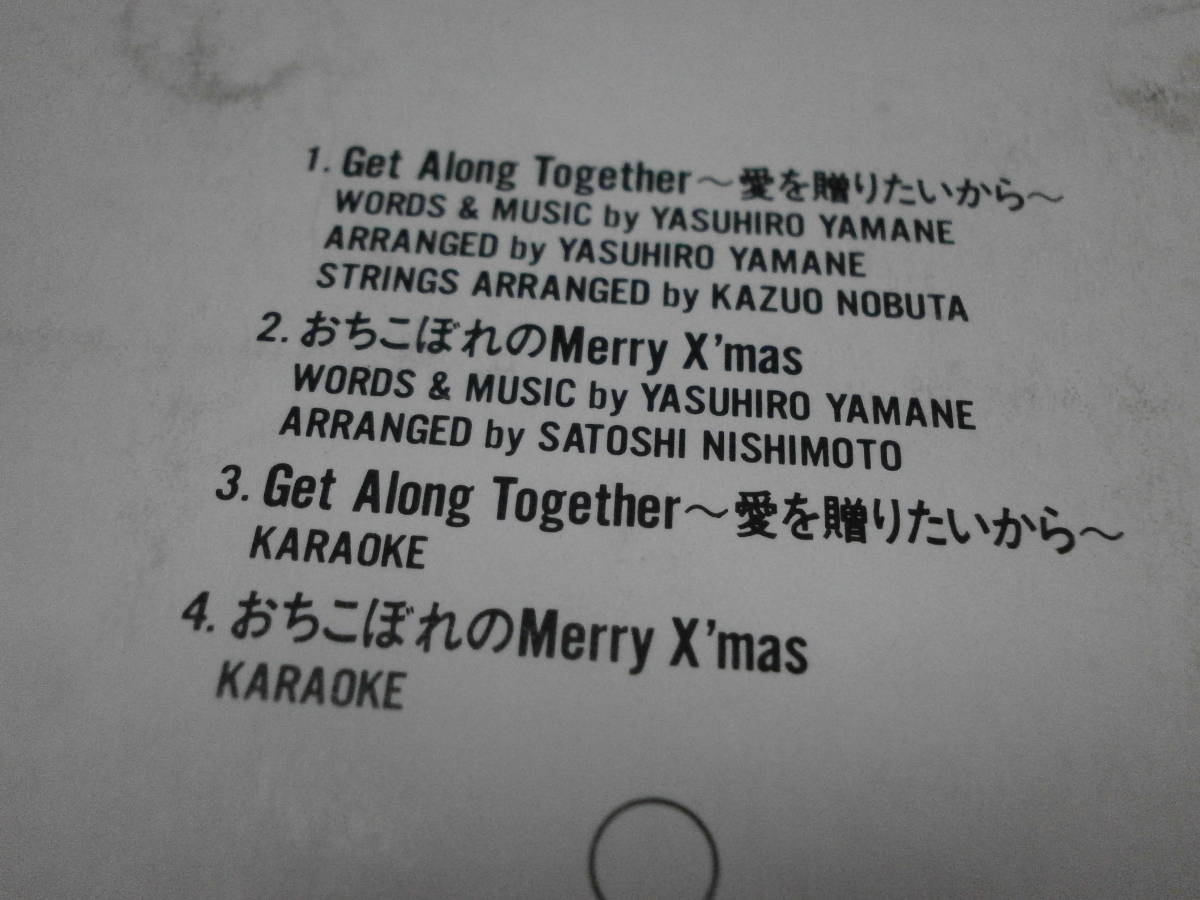 1. Get Along Together～愛を贈りたいから～
WORDS & MUSIC by YASUHIRO YAMANE
ARRANGED by YASUHIRO YAMANE
STRINGS ARRANGED by KAZUO NOBUTA
2. おちこぼれのMerry X'mas
WORDS & MUSIC by YASUHIRO YAMANE
ARRANGED by SATOSHI NISHIMOTO
3. Get Along Together～愛を贈りたいから～
KARAOKE
4. おちこぼれのMerry X'mas
KARAOKE